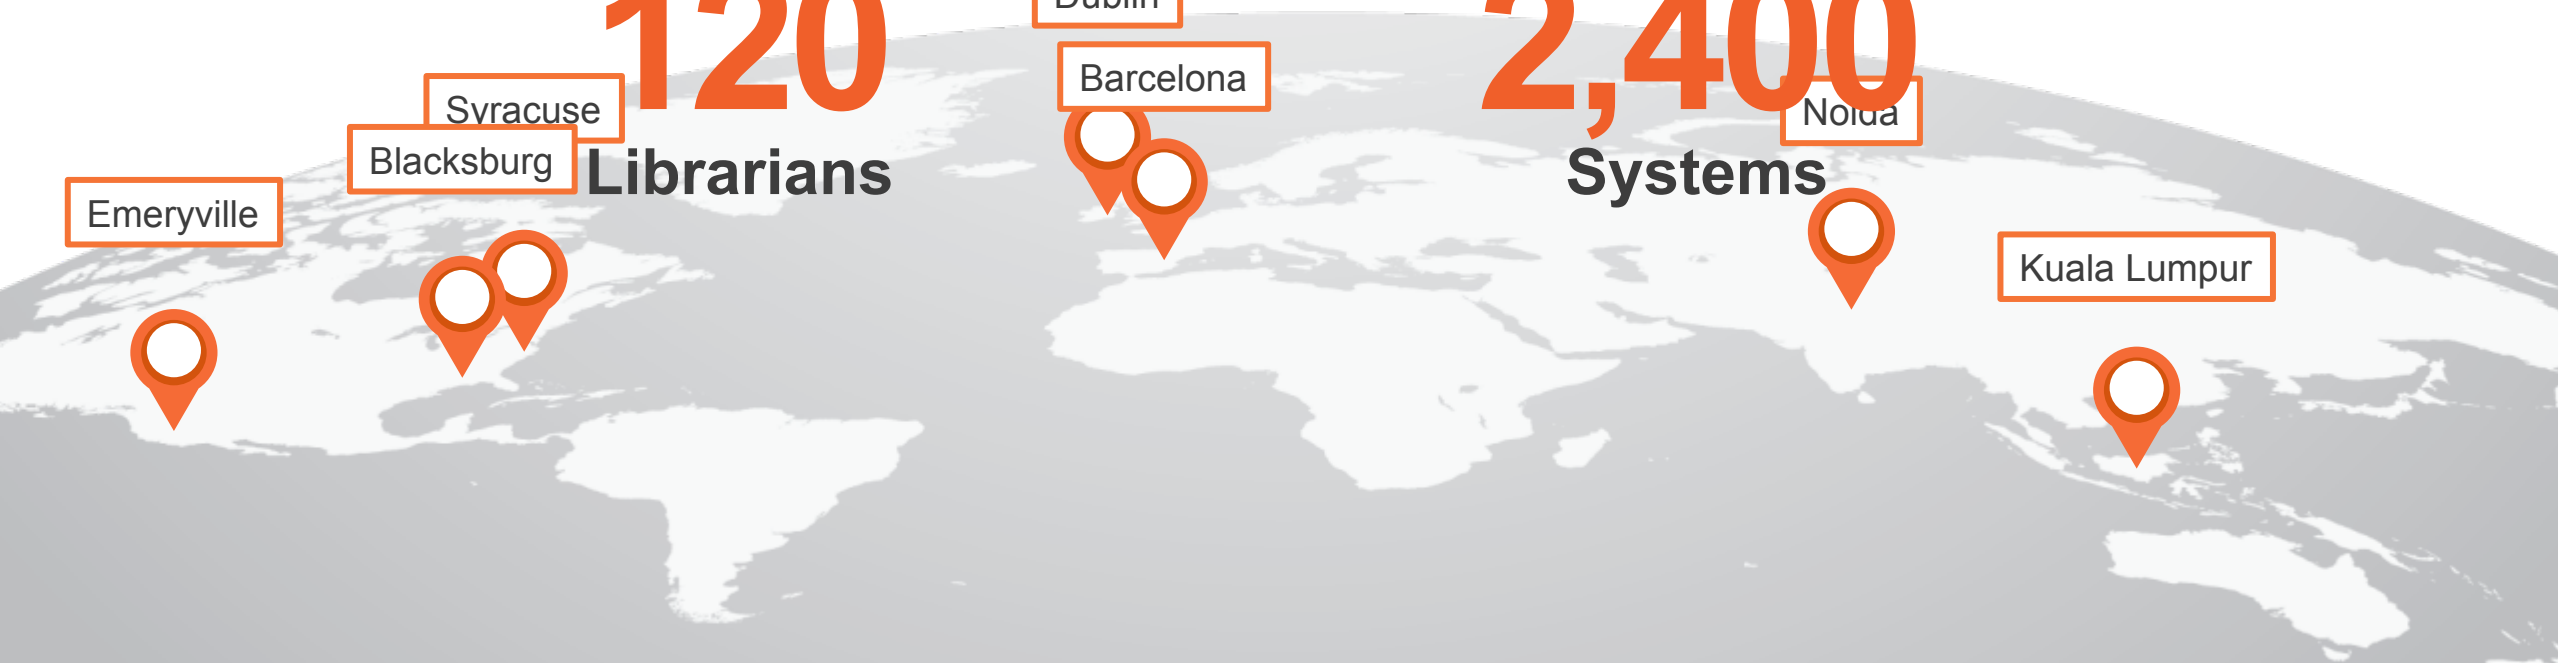 Dublin
120
2,400
Barcelona
Syracuse
Noida
Blacksburg
Librarians
Systems
Emeryville
Kuala Lumpur